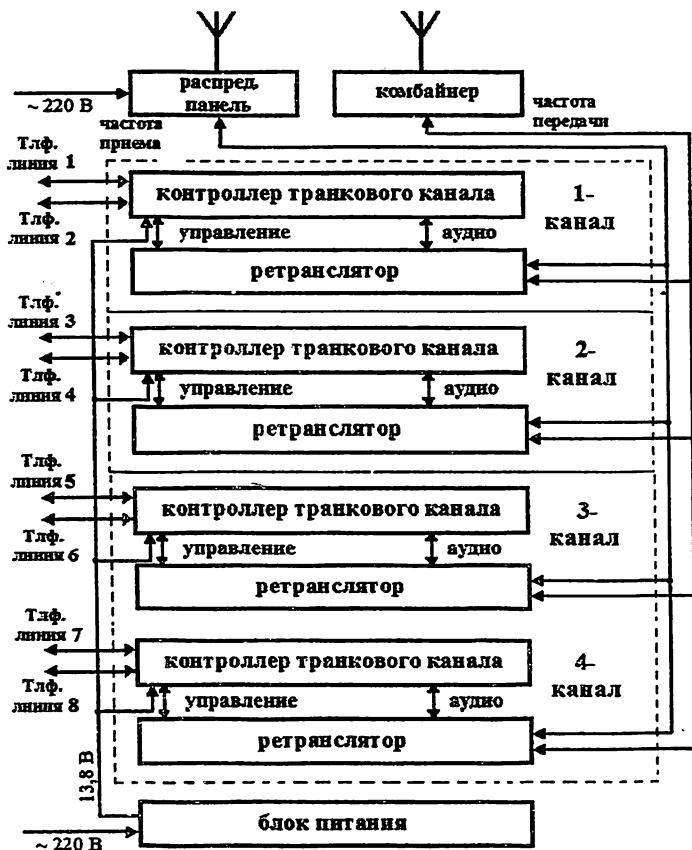 распред.
панель
комбайнер
~ 220 В
частота
приема
частота
передачи
Тлф.
линия 1
Тлф.
линия 2
контроллер транкового канала
управление
аудио
ретранслятор
1-
канал
Тлф.
линия 3
Тлф.
линия 4
контроллер транкового канала
управление
аудио
ретранслятор
2-
канал
Тлф.
линия 5
Тлф.
линия 6
контроллер транкового канала
управление
аудио
ретранслятор
3-
канал
Тлф.
линия 7
Тлф.
линия 8
контроллер транкового канала
управление
аудио
ретранслятор
4-
канал
13,8 В
блок питания
~ 220 В